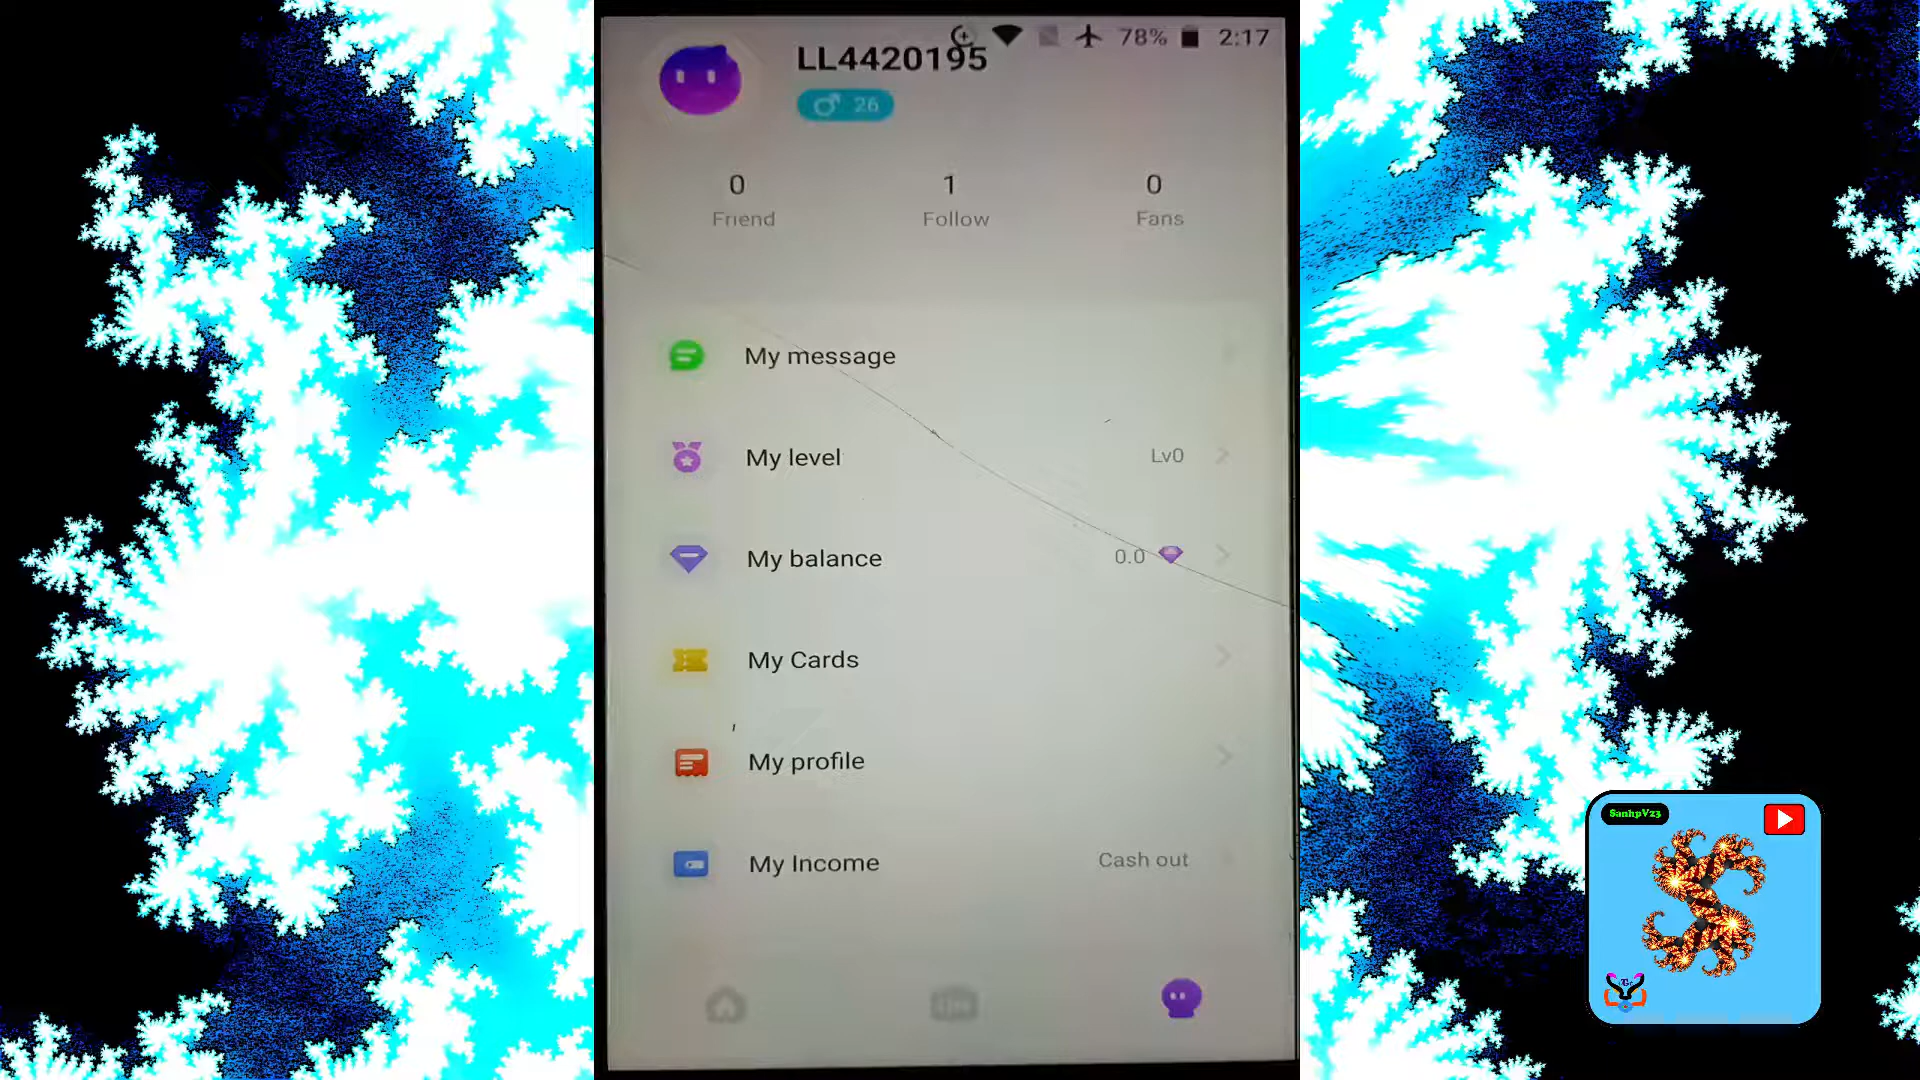 78% 2:17
LL4420195
26
0 1 0
Friend Follow Fans
My message
My level Lv0
My balance 0.0
My Cards
My profile
My Income Cash out
SanhpV23